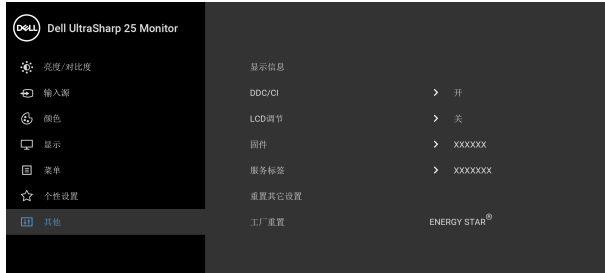 DELL Dell UltraSharp 25 Monitor
亮度/对比度
显示信息
输入源
DDC/CI > 开
颜色
LCD调节 > 关
显示
固件 > XXXXXX
菜单
服务标签 > XXXXXXX
个性设置
重置其它设置
其他
工厂重置 ENERGY STAR®